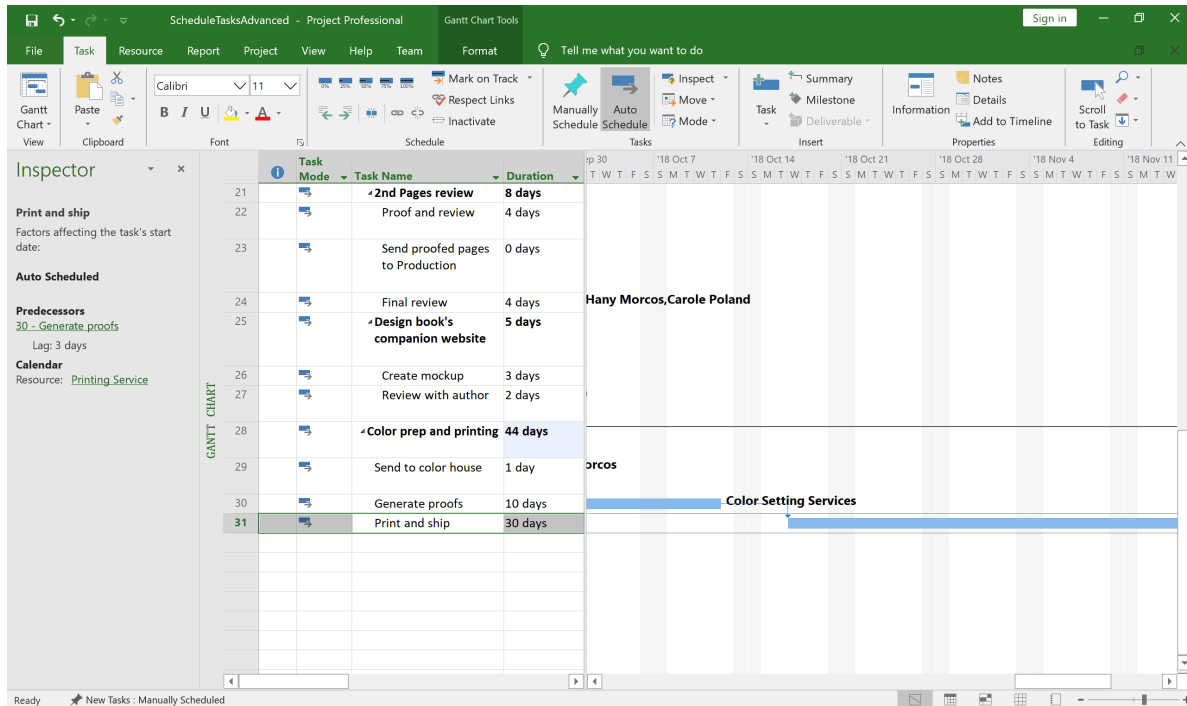 ScheduleTasksAdvanced - Project Professional
Gantt Chart Tools
Sign in
File Task Resource Report Project View Help Team Format Tell me what you want to do
Gantt Chart
View
Paste
Clipboard
Calibri 11
B I U A
Font
0% 25% 50% 75% 100%
Mark on Track
Respect Links
Inactivate
Schedule
Manually Schedule
Auto Schedule
Inspect
Move
Mode
Tasks
Task
Summary
Milestone
Deliverable
Insert
Information
Notes
Details
Add to Timeline
Properties
Scroll to Task
Editing
Inspector
Print and ship
Factors affecting the task's start
date:
Auto Scheduled
Predecessors
30 - Generate proofs
Lag: 3 days
Calendar
Resource: Printing Service
GANTT CHART
Task Mode Task Name Duration
21 2nd Pages review 8 days
22 Proof and review 4 days
23 Send proofed pages 0 days
to Production
24 Final review 4 days
25 Design book's 5 days
companion website
26 Create mockup 3 days
27 Review with author 2 days
28 Color prep and printing 44 days
29 Send to color house 1 day
30 Generate proofs 10 days
31 Print and ship 30 days
'18 Oct 7 '18 Oct 14 '18 Oct 21 '18 Oct 28 '18 Nov 4 '18 Nov 11
T W T F S S M T W T F S S M T W T F S S M T W T F S S M T W T F S S M T W T F S S M T W
Hany Morcos,Carole Poland
orcos
Color Setting Services
Ready New Tasks : Manually Scheduled